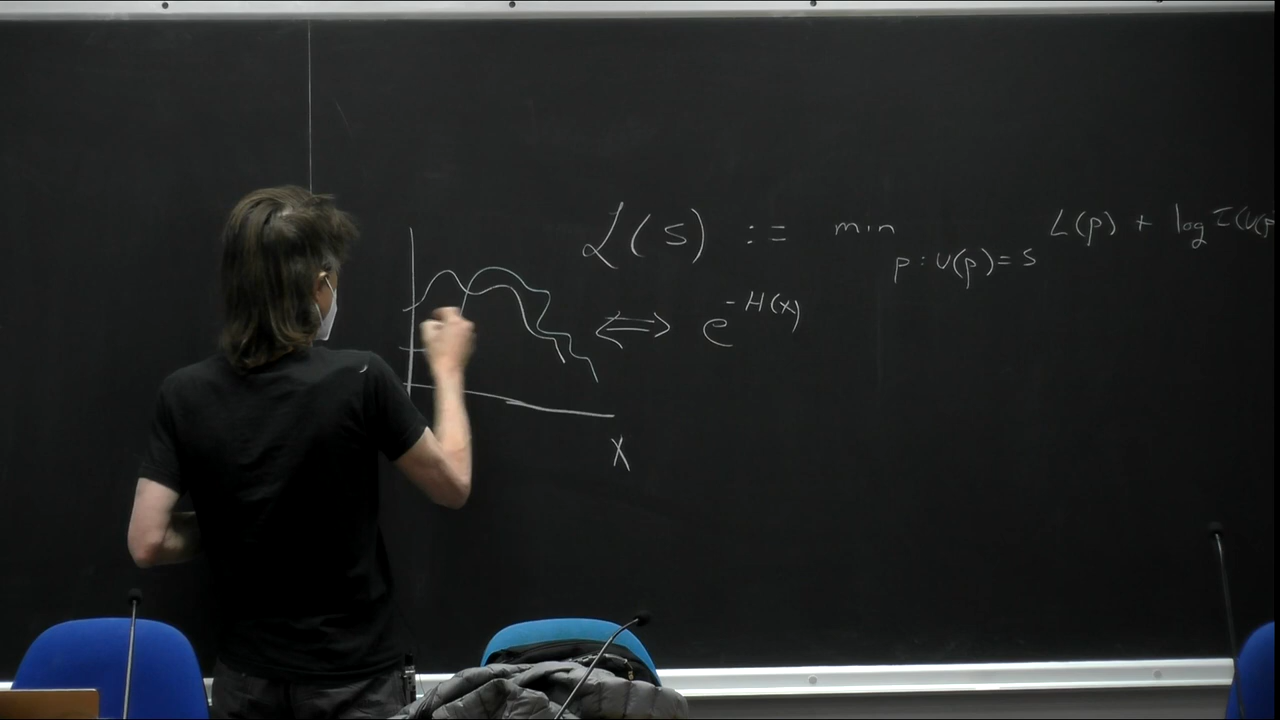 L(s) := min L(p) + log τ(U(p
p : U(p) = s
⟺ e^{-H(x)}
X